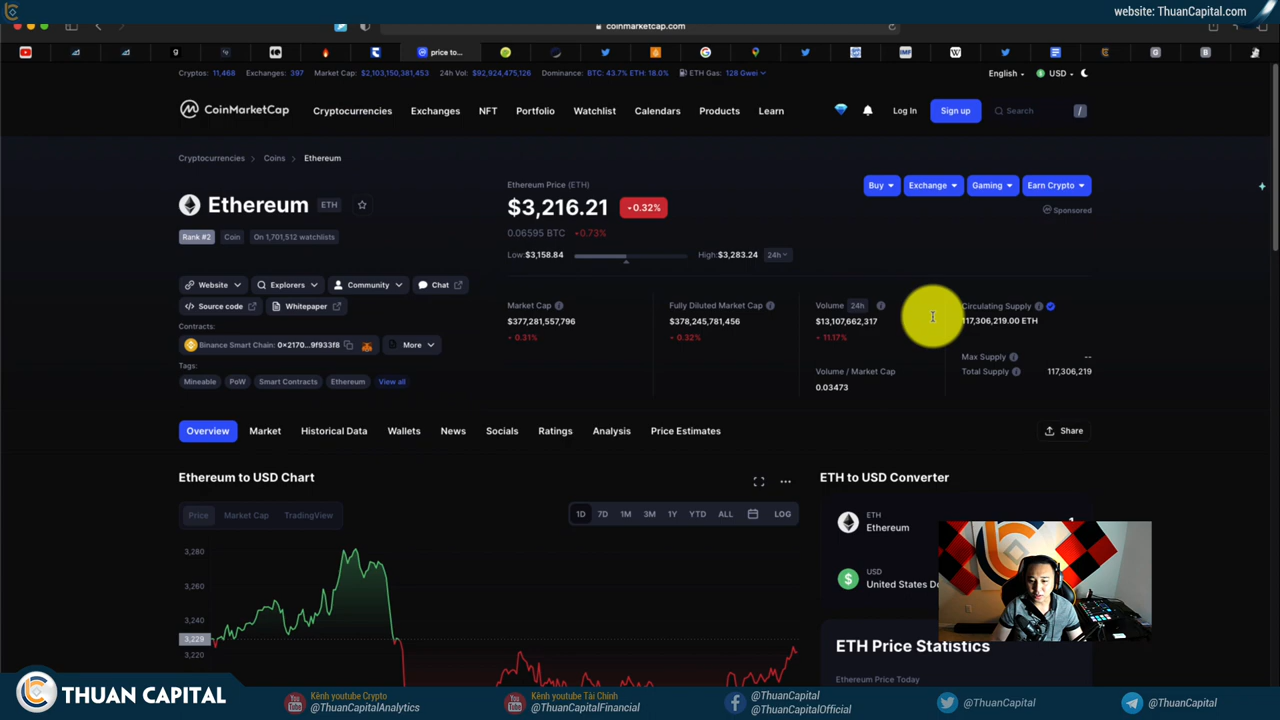 website: ThuanCapital.com
coinmarketcap.com
price to...
Cryptos: 11,468 Exchanges: 397 Market Cap: $2,103,150,381,453 24h Vol: $92,924,475,126 Dominance: BTC: 43.7% ETH: 18.0% ETH Gas: 128 Gwei
English USD
CoinMarketCap Cryptocurrencies Exchanges NFT Portfolio Watchlist Calendars Products Learn Log In Sign up Search /
Cryptocurrencies > Coins > Ethereum
Ethereum Price (ETH)
Buy Exchange Gaming Earn Crypto
Ethereum ETH
$3,216.21 0.32%
Sponsored
Rank #2 Coin On 1,701,512 watchlists
0.06595 BTC 0.73%
Low: $3,158.84 High: $3,283.24 24h
Website Explorers Community Chat
Source code Whitepaper
Market Cap
$377,281,557,796
0.31%
Fully Diluted Market Cap
$378,245,781,456
0.32%
Volume 24h
$13,107,662,317
11.17%
Volume / Market Cap
0.03473
Circulating Supply
117,306,219.00 ETH
Max Supply --
Total Supply 117,306,219
Contracts:
Binance Smart Chain: 0x2170...9f933f8 More
Tags:
Mineable PoW Smart Contracts Ethereum View all
Overview Market Historical Data Wallets News Socials Ratings Analysis Price Estimates Share
Ethereum to USD Chart
Price Market Cap TradingView
1D 7D 1M 3M 1Y YTD ALL LOG
3,280
3,260
3,240
3,229
3,220
ETH to USD Converter
ETH
Ethereum
USD
United States Do
ETH Price Statistics
Ethereum Price Today
THUAN CAPITAL
Kênh youtube Crypto
@ThuanCapitalAnalytics
Kênh youtube Tài Chính
@ThuanCapitalFinancial
@ThuanCapital
@ThuanCapitalOfficial
@ThuanCapital
@ThuanCapital